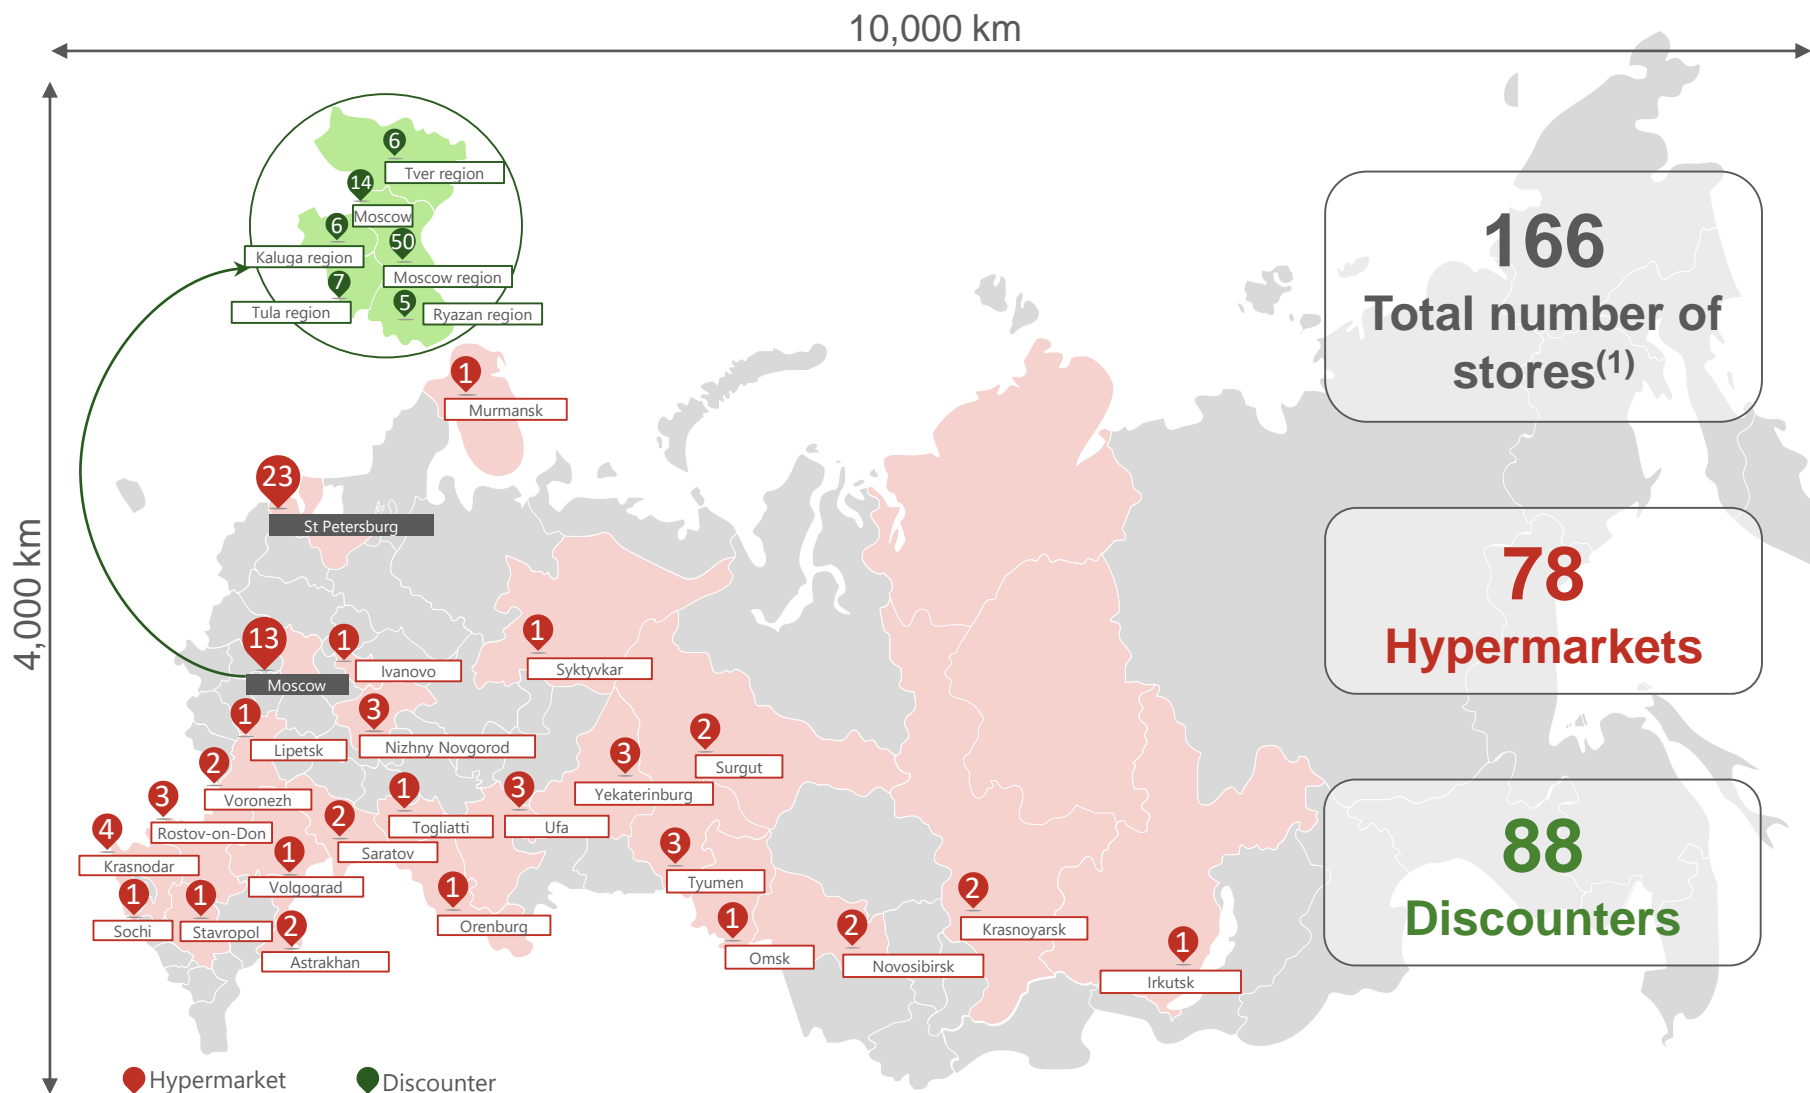 10,000 km
4,000 km
6
Tver region
14
Moscow
6
Kaluga region
50
Moscow region
7
Tula region
5
Ryazan region
1
Murmansk
23
St Petersburg
13
Moscow
1
Ivanovo
1
Syktyvkar
1
Lipetsk
3
Nizhny Novgorod
2
Surgut
3
Yekaterinburg
2
Voronezh
3
Rostov-on-Don
1
Togliatti
3
Ufa
2
Saratov
4
Krasnodar
1
Volgograd
3
Tyumen
1
Sochi
1
Stavropol
2
Astrakhan
1
Orenburg
1
Omsk
2
Novosibirsk
2
Krasnoyarsk
1
Irkutsk
166
Total number of
stores(1)
78
Hypermarkets
88
Discounters
Hypermarket
Discounter